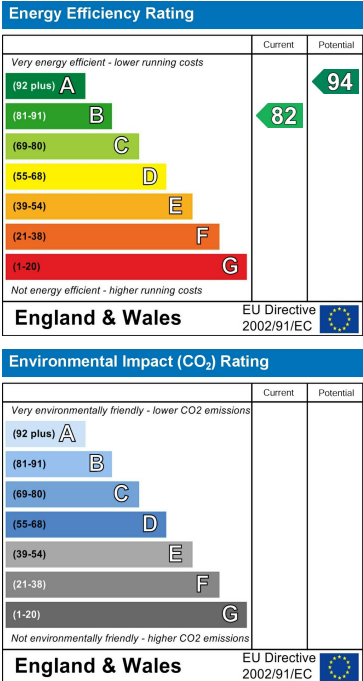 Energy Efficiency Rating
Current Potential
Very energy efficient - lower running costs
(92 plus) A
94
(81-91) B
82
(69-80) C
(55-68) D
(39-54) E
(21-38) F
(1-20) G
Not energy efficient - higher running costs
England & Wales
EU Directive
2002/91/EC
Environmental Impact (CO₂) Rating
Current Potential
Very environmentally friendly - lower CO2 emissions
(92 plus) A
(81-91) B
(69-80) C
(55-68) D
(39-54) E
(21-38) F
(1-20) G
Not environmentally friendly - higher CO2 emissions
England & Wales
EU Directive
2002/91/EC